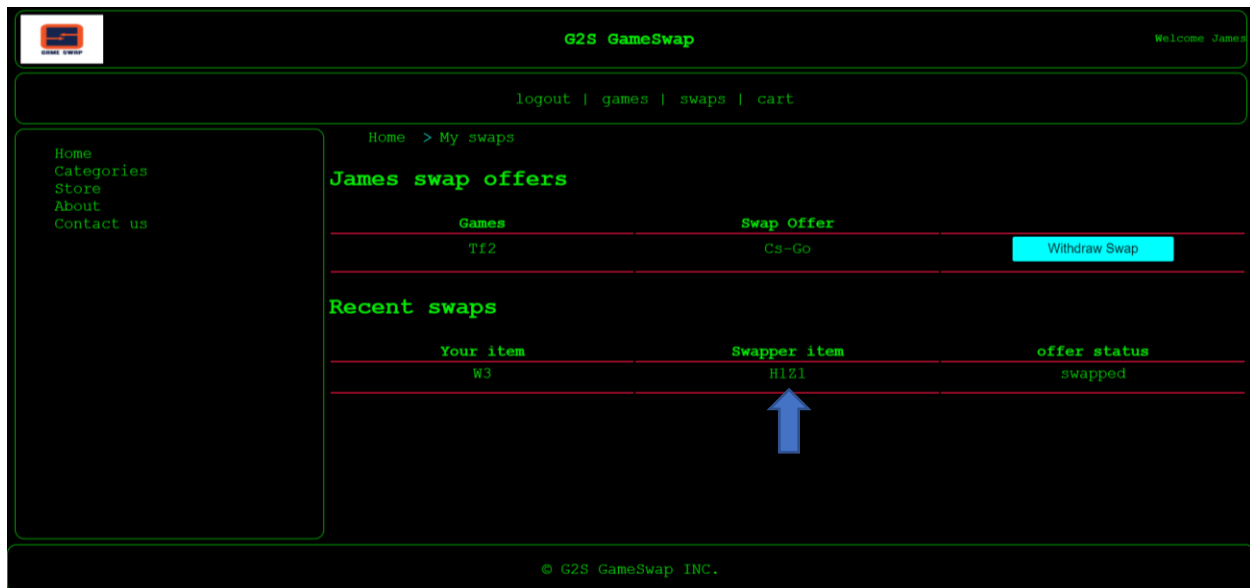 GAME SWAP
G2S GameSwap
Welcome James
logout | games | swaps | cart
Home > My swaps
Home
Categories
Store
About
Contact us
James swap offers
Games Swap Offer
Tf2 Cs-Go Withdraw Swap
Recent swaps
Your item Swapper item offer status
W3 H1Z1 swapped
© G2S GameSwap INC.